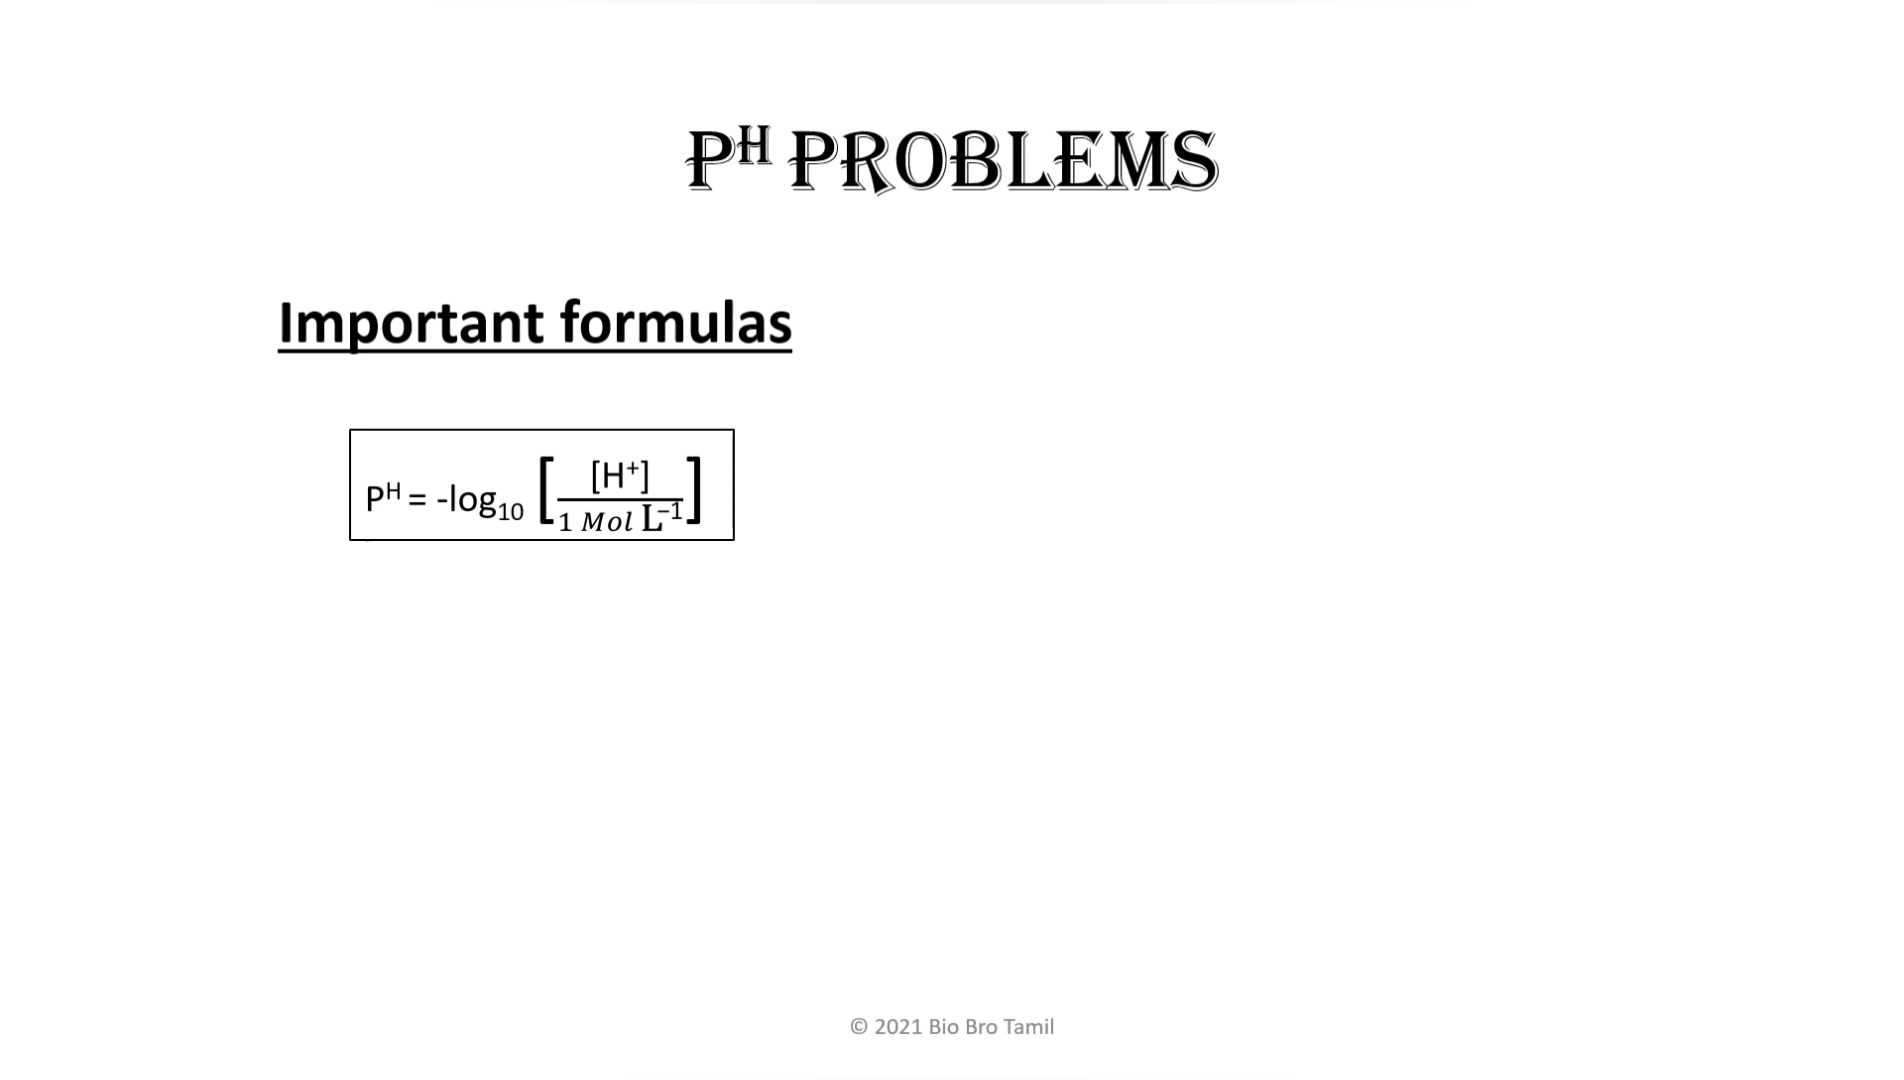 Pᴴ PROBLEMS
Important formulas
Pᴴ = -log₁₀ [ [H⁺] / 1 Mol L⁻¹ ]
© 2021 Bio Bro Tamil